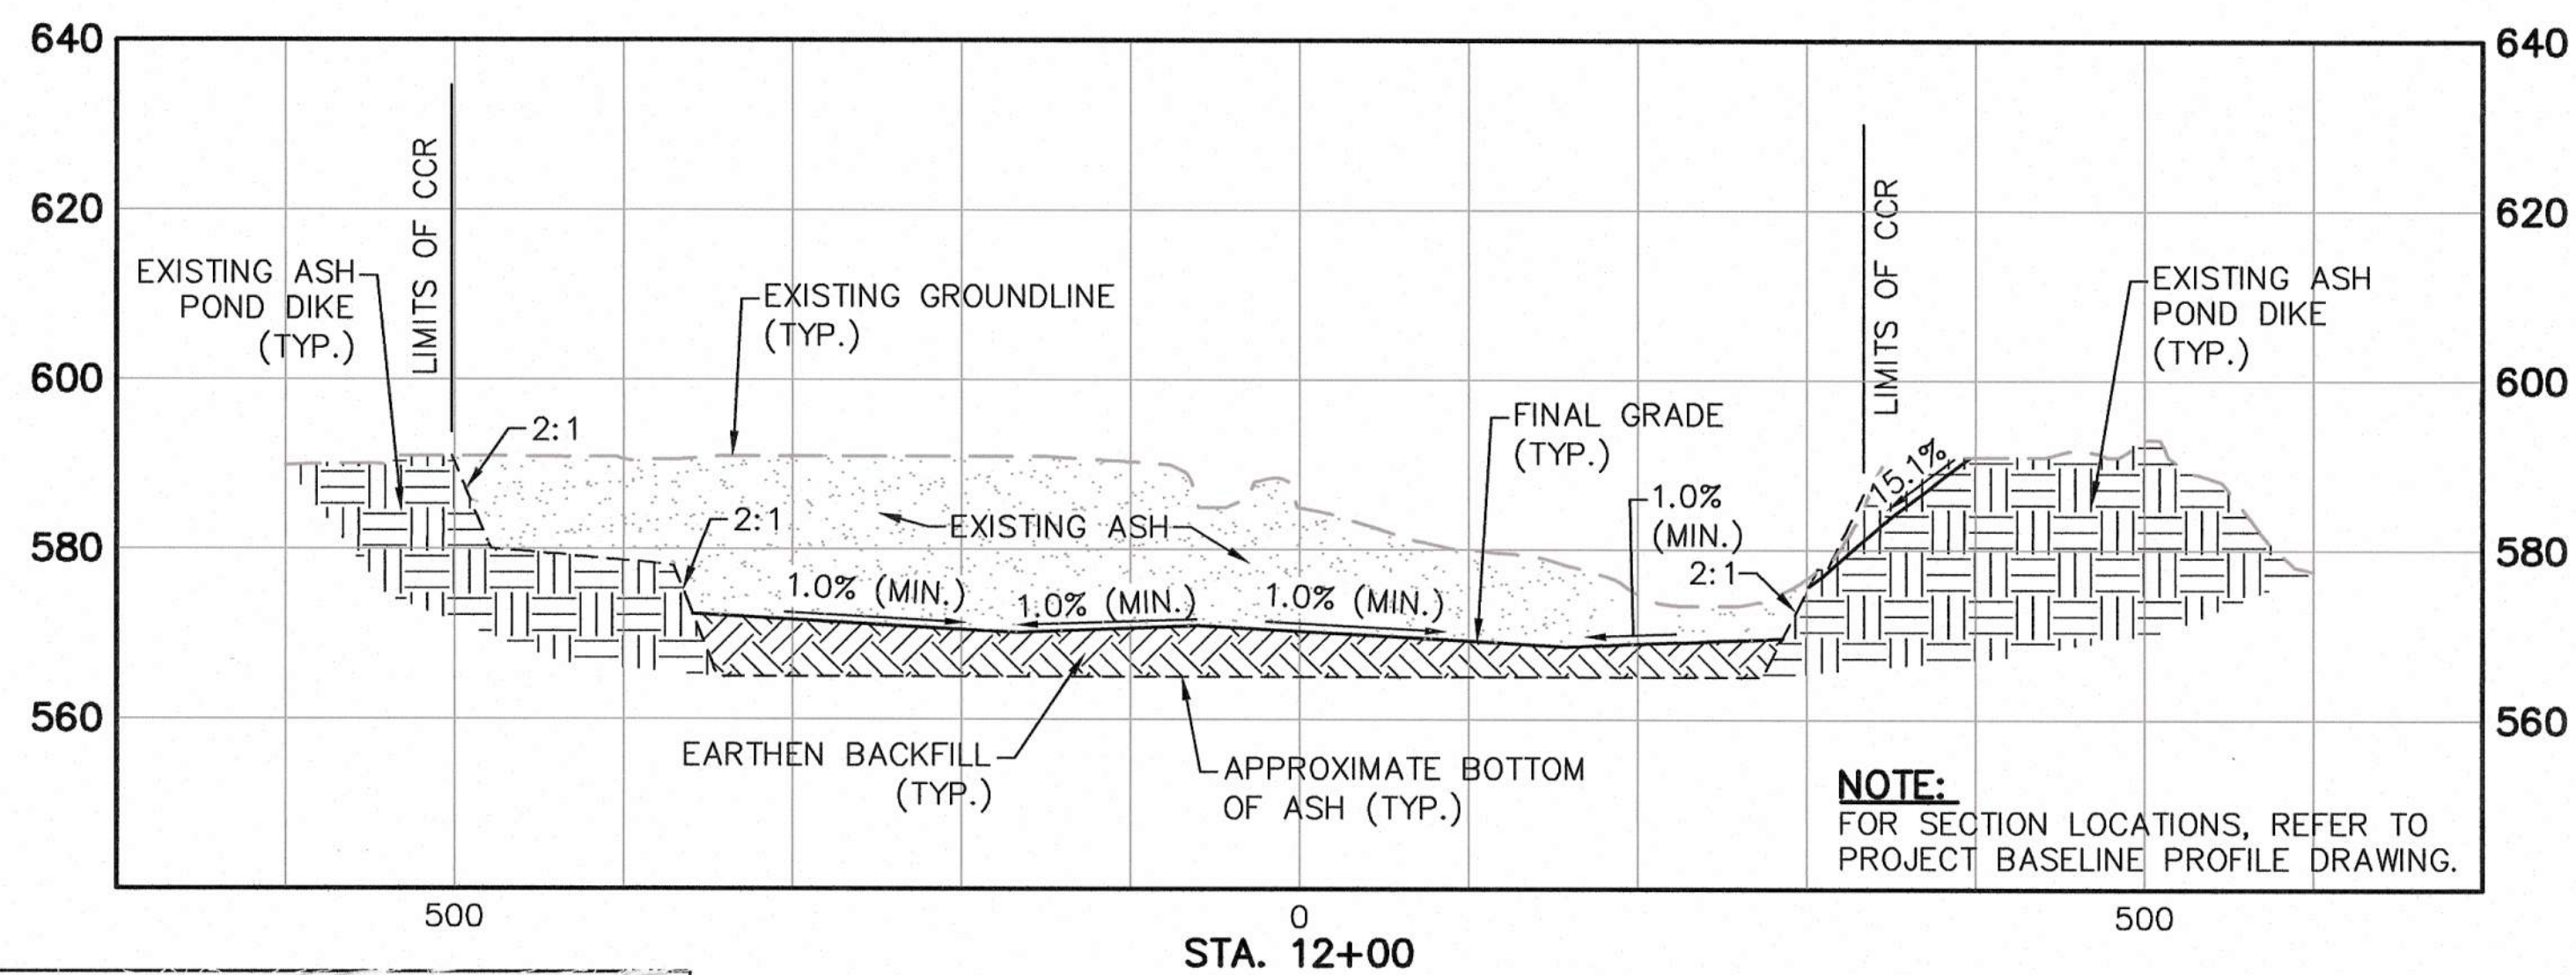 640
640
620
620
600
600
580
580
560
560
LIMITS OF CCR
LIMITS OF CCR
EXISTING ASH
POND DIKE
(TYP.)
EXISTING GROUNDLINE
(TYP.)
EXISTING ASH
POND DIKE
(TYP.)
2:1
FINAL GRADE
(TYP.)
15.1%
1.0%
(MIN.)
2:1
EXISTING ASH
2:1
1.0% (MIN.)
1.0% (MIN.)
1.0% (MIN.)
EARTHEN BACKFILL
(TYP.)
APPROXIMATE BOTTOM
OF ASH (TYP.)
NOTE:
FOR SECTION LOCATIONS, REFER TO
PROJECT BASELINE PROFILE DRAWING.
500
0
500
STA. 12+00